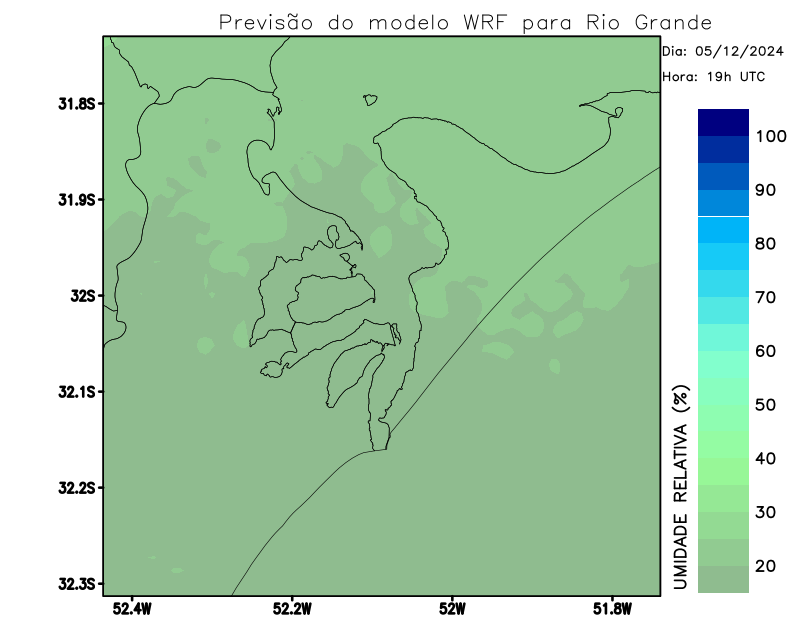 Previsão do modelo WRF para Rio Grande
Dia: 05/12/2024
Hora: 19h UTC
31.8S
31.9S
32S
32.1S
32.2S
32.3S
52.4W
52.2W
52W
51.8W
UMIDADE RELATIVA (%)
100
90
80
70
60
50
40
30
20